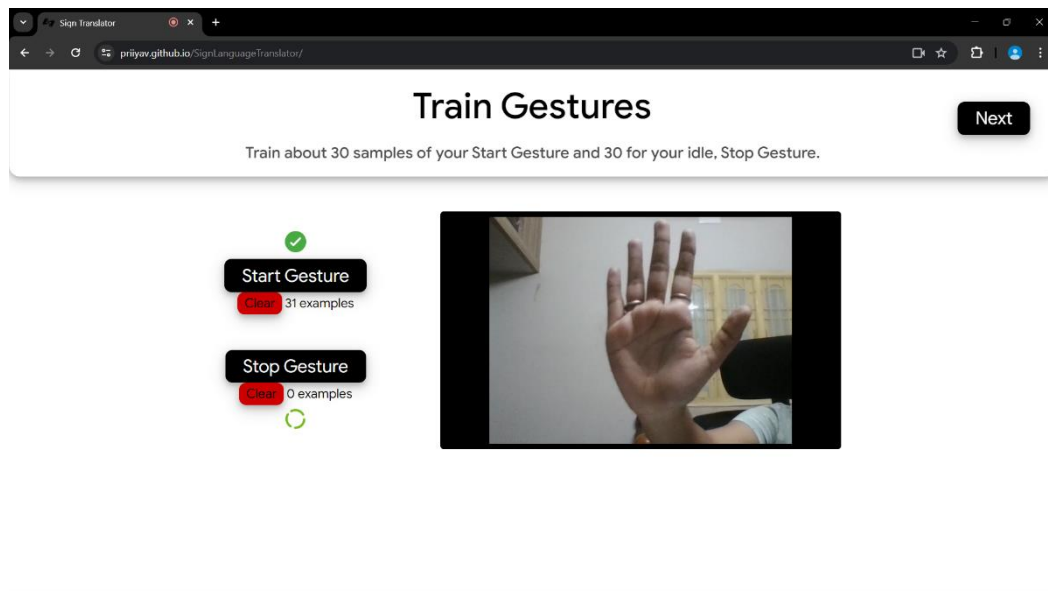 Sign Translator
priyav.github.io/SignLanguageTranslator/
Train Gestures
Next
Train about 30 samples of your Start Gesture and 30 for your idle, Stop Gesture.
Start Gesture
Clear 31 examples
Stop Gesture
Clear 0 examples